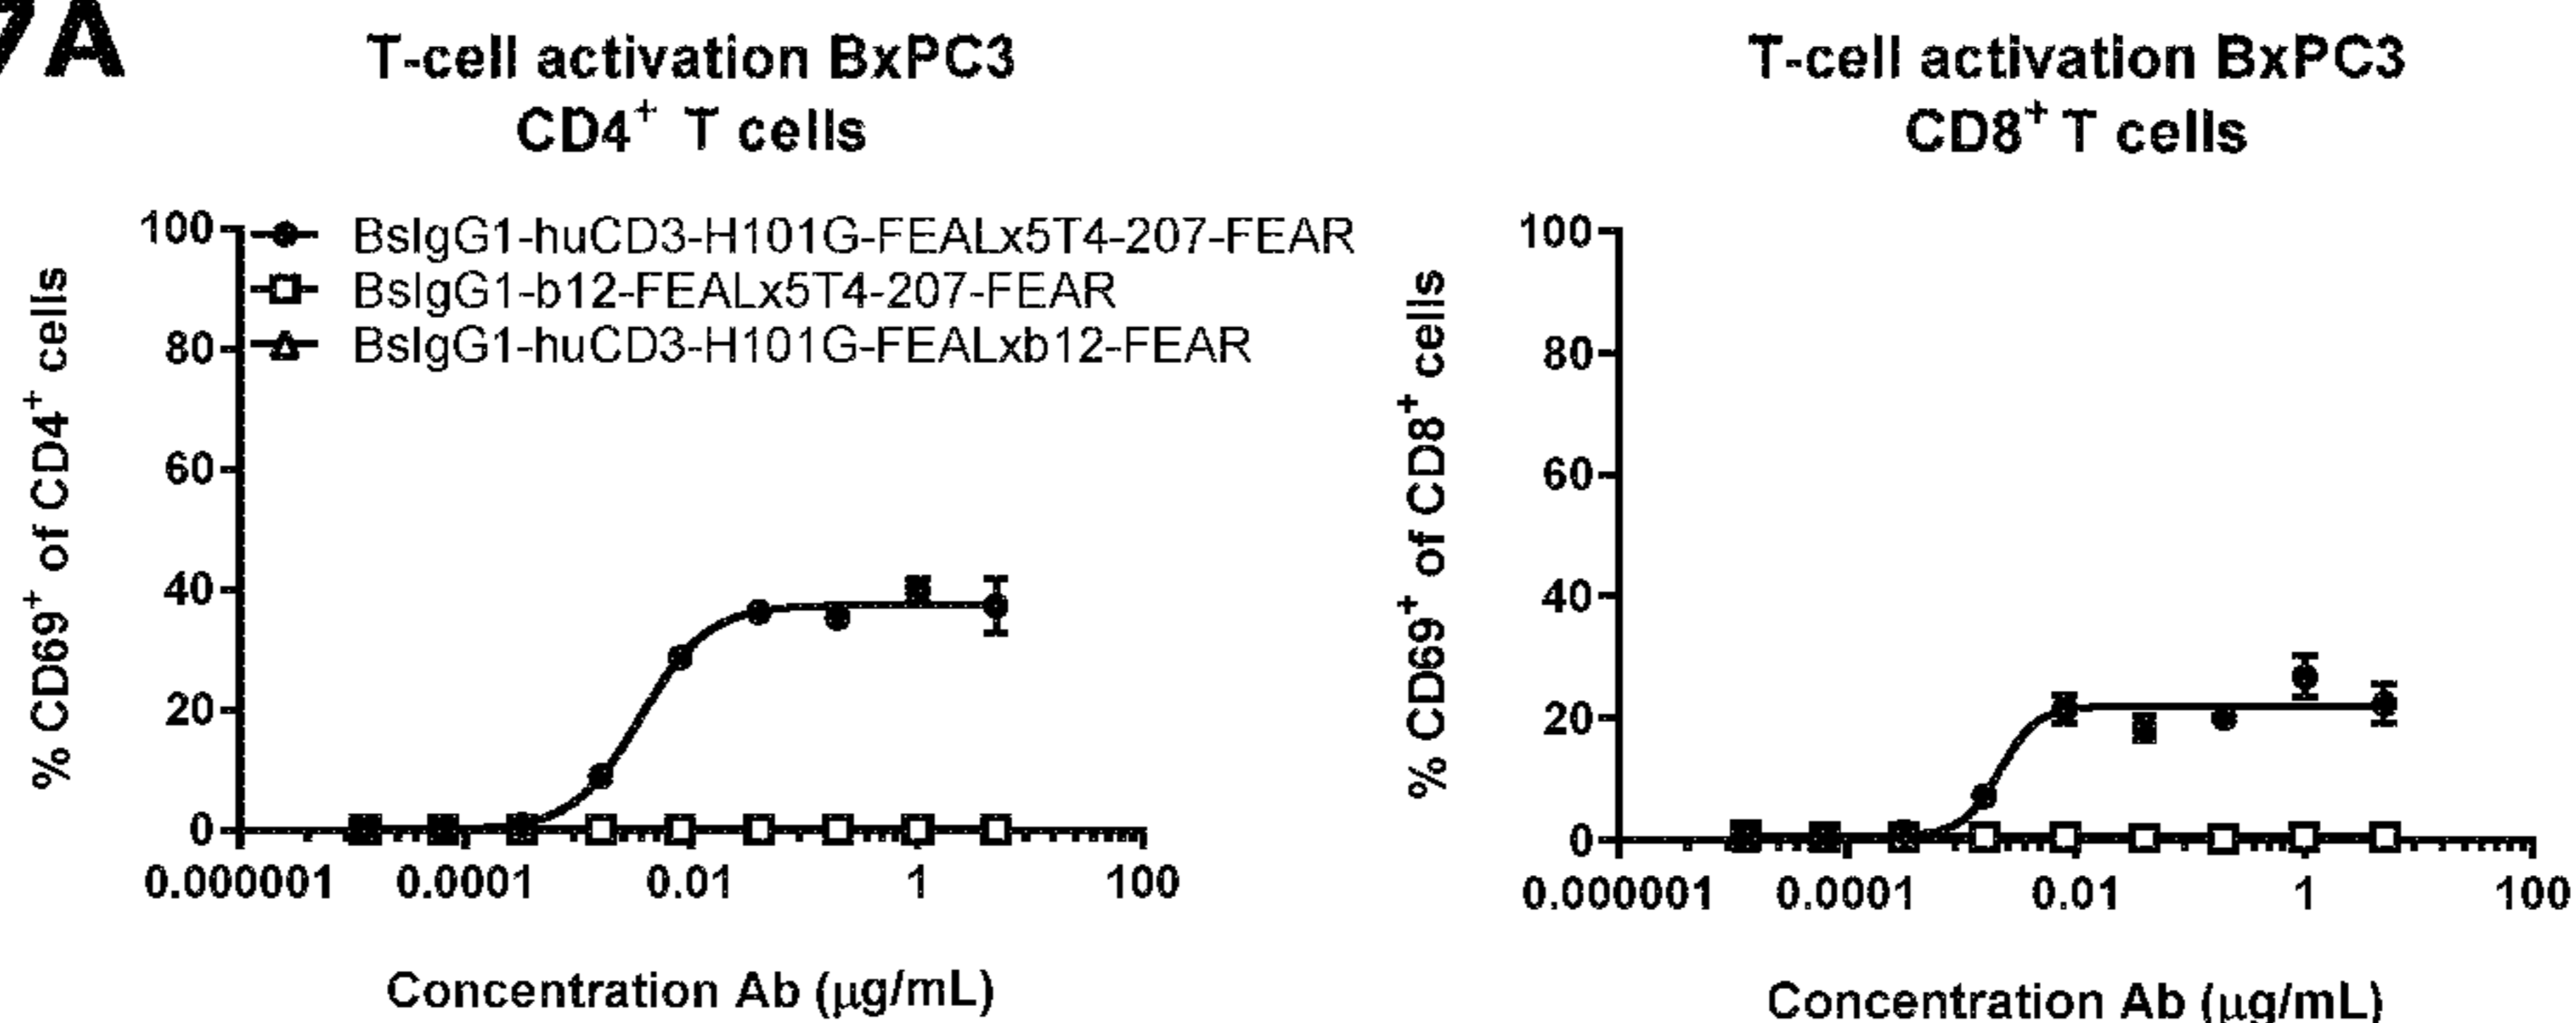 7A
T-cell activation BxPC3
CD4⁺ T cells
100
80
60
40
20
0
% CD69⁺ of CD4⁺ cells
BsIgG1-huCD3-H101G-FEALx5T4-207-FEAR
BsIgG1-b12-FEALx5T4-207-FEAR
BsIgG1-huCD3-H101G-FEALxb12-FEAR
0.000001 0.0001 0.01 1 100
Concentration Ab (µg/mL)
T-cell activation BxPC3
CD8⁺ T cells
100
80
60
40
20
0
% CD69⁺ of CD8⁺ cells
0.000001 0.0001 0.01 1 100
Concentration Ab (µg/mL)